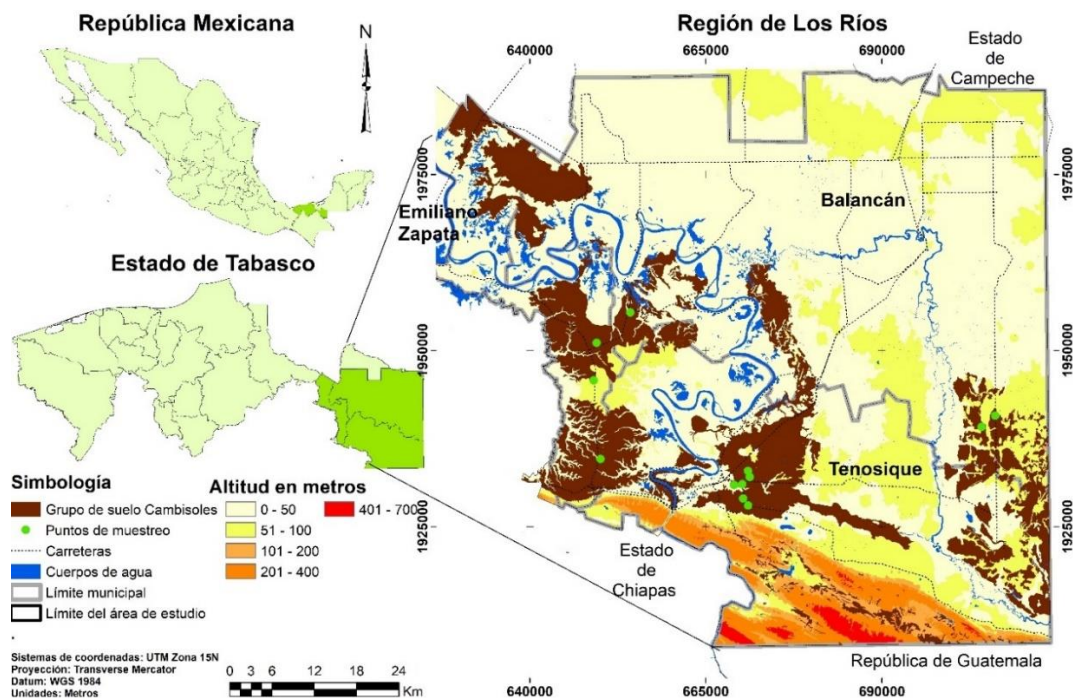 República Mexicana
N
Estado de Tabasco
Región de Los Ríos
640000
665000
690000
Estado
de
Campeche
1975000
1975000
Emiliano
Zapata
Balancán
1950000
1950000
Tenosique
1925000
1925000
Estado
de
Chiapas
República de Guatemala
640000
665000
690000
Simbología
Grupo de suelo Cambisoles
Puntos de muestreo
Carreteras
Cuerpos de agua
Límite municipal
Límite del área de estudio
Altitud en metros
0 - 50
51 - 100
101 - 200
201 - 400
401 - 700
.
Sistemas de coordenadas: UTM Zona 15N
Proyección: Transverse Mercator
Datum: WGS 1984
Unidades: Metros
0 3 6 12 18 24
Km